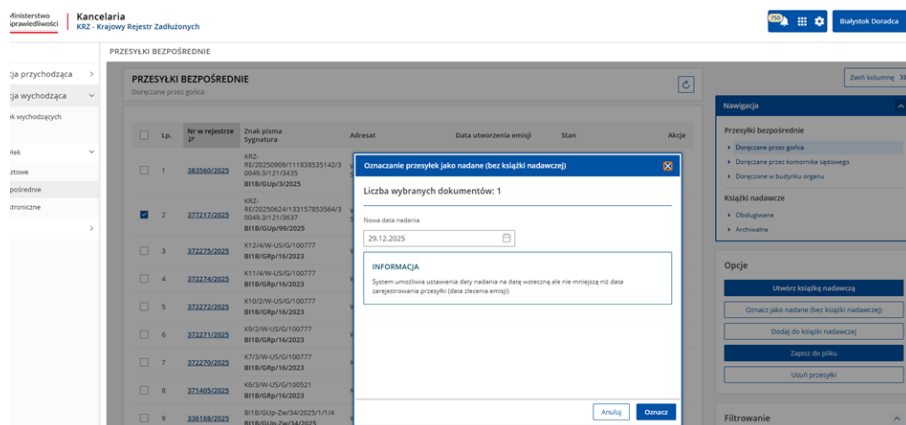 Ministerstwo
Sprawiedliwości
Kancelaria
KRZ - Krajowy Rejestr Zadłużonych
750
Białystok Doradca
PRZESYŁKI BEZPOŚREDNIE
cja przychodząca
cja wychodząca
ek wychodzących
łek
ztowe
pośrednie
ktroniczne
PRZESYŁKI BEZPOŚREDNIE
Doręczane przez gońca
Zwiń kolumnę
Lp.
Nr w rejestrze
Znak pisma
Sygnatura
Adresat
Data utworzenia emisji
Stan
Akcje
1
383560/2025
KRZ-
RE/20250909/111838535142/3
0049.3/121/3435
BI1B/GUp/3/2025
2
377217/2025
KRZ-
RE/20250624/133157853564/3
0049.3/121/3637
BI1B/GUp/99/2025
3
372275/2025
K12/4/W-US/G/100777
BI1B/GRp/16/2023
4
372274/2025
K11/4/W-US/G/100777
BI1B/GRp/16/2023
5
372272/2025
K10/2/W-US/G/100777
BI1B/GRp/16/2023
6
372271/2025
K9/2/W-US/G/100777
BI1B/GRp/16/2023
7
372270/2025
K7/3/W-US/G/100777
BI1B/GRp/16/2023
8
371405/2025
K6/3/W-US/G/100521
BI1B/GRp/16/2023
9
336168/2025
BI1B/GUp-Zw/34/2025/1/1/4
BI1B/GUp-Zw/34/2025
Oznaczanie przesyłek jako nadane (bez książki nadawczej)
Liczba wybranych dokumentów: 1
Nowa data nadania
29.12.2025
INFORMACJA
System umożliwia ustawienia daty nadania na datę wsteczną ale nie mniejszą niż data
zarejestrowania przesyłki (data zlecenia emisji)
Anuluj
Oznacz
Nawigacja
Przesyłki bezpośrednie
Doręczane przez gońca
Doręczane przez komornika sądowego
Doręczone w budynku organu
Książki nadawcze
Obsługiwane
Archiwalne
Opcje
Utwórz książkę nadawczą
Oznacz jako nadane (bez książki nadawczej)
Dodaj do książki nadawczej
Zapisz do pliku
Usuń przesyłki
Filtrowanie